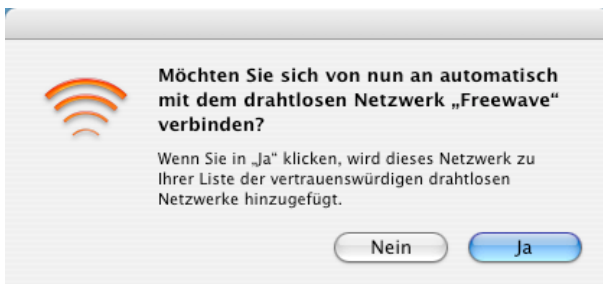 Möchten Sie sich von nun an automatisch
mit dem drahtlosen Netzwerk „Freewave“
verbinden?
Wenn Sie in „Ja“ klicken, wird dieses Netzwerk zu
Ihrer Liste der vertrauenswürdigen drahtlosen
Netzwerke hinzugefügt.
Nein
Ja